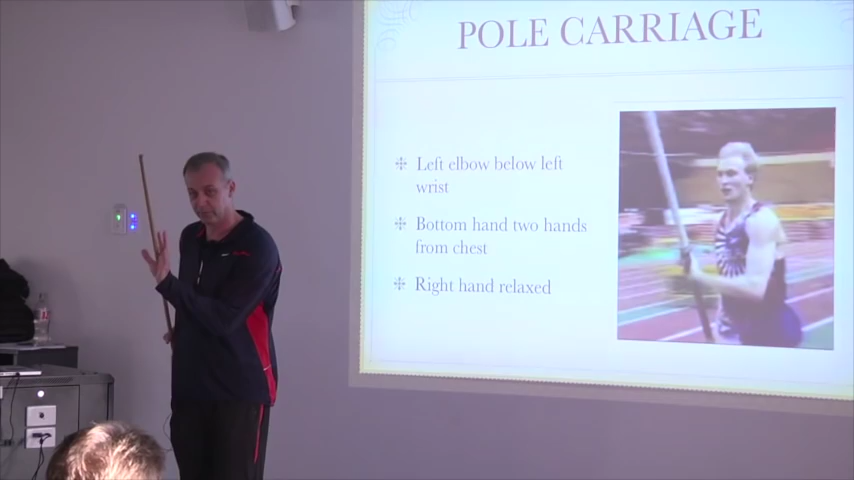 POLE CARRIAGE
Left elbow below left
wrist
Bottom hand two hands
from chest
Right hand relaxed